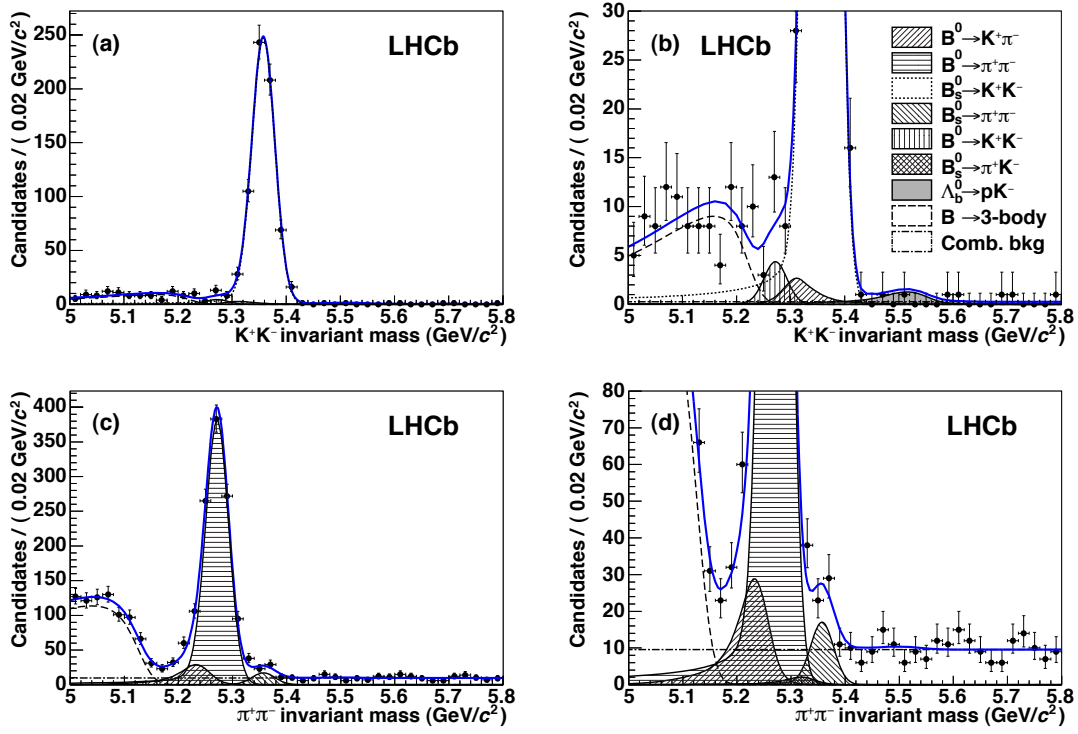 (a)
LHCb
Candidates / ( 0.02 GeV/c²)
250
200
150
100
50
0
5 5.1 5.2 5.3 5.4 5.5 5.6 5.7 5.8
K⁺K⁻ invariant mass (GeV/c²)
(b)
LHCb
Candidates / ( 0.02 GeV/c²)
30
25
20
15
10
5
0
5 5.1 5.2 5.3 5.4 5.5 5.6 5.7 5.8
K⁺K⁻ invariant mass (GeV/c²)
B⁰→K⁺π⁻
B⁰→π⁺π⁻
B⁰ₛ→K⁺K⁻
B⁰ₛ→π⁺π⁻
B⁰→K⁺K⁻
B⁰ₛ→π⁺K⁻
Λ⁰b→pK⁻
B →3-body
Comb. bkg
(c)
LHCb
Candidates / ( 0.02 GeV/c²)
400
350
300
250
200
150
100
50
0
5 5.1 5.2 5.3 5.4 5.5 5.6 5.7 5.8
π⁺π⁻ invariant mass (GeV/c²)
(d)
LHCb
Candidates / ( 0.02 GeV/c²)
80
70
60
50
40
30
20
10
0
5 5.1 5.2 5.3 5.4 5.5 5.6 5.7 5.8
π⁺π⁻ invariant mass (GeV/c²)